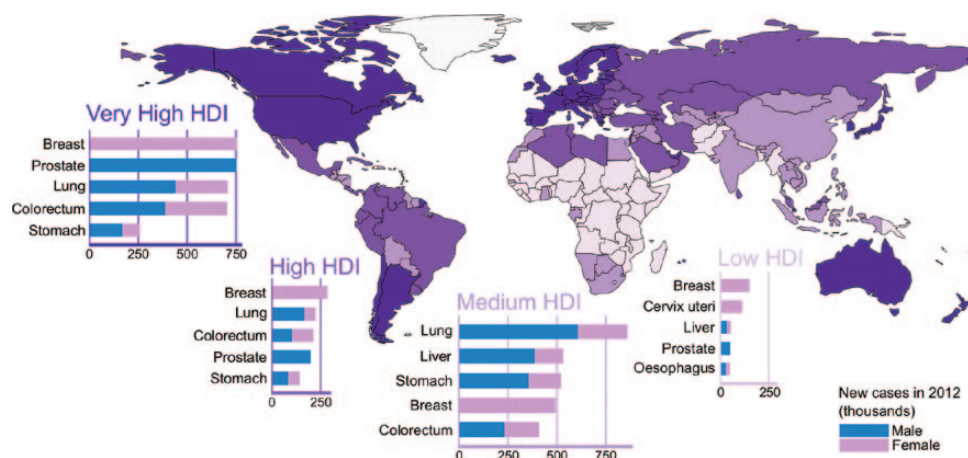 Very High HDI
Breast
Prostate
Lung
Colorectum
Stomach
0 250 500 750
High HDI
Breast
Lung
Colorectum
Prostate
Stomach
0 250
Medium HDI
Lung
Liver
Stomach
Breast
Colorectum
0 250 500 750
Low HDI
Breast
Cervix uteri
Liver
Prostate
Oesophagus
0 250
New cases in 2012
(thousands)
Male
Female